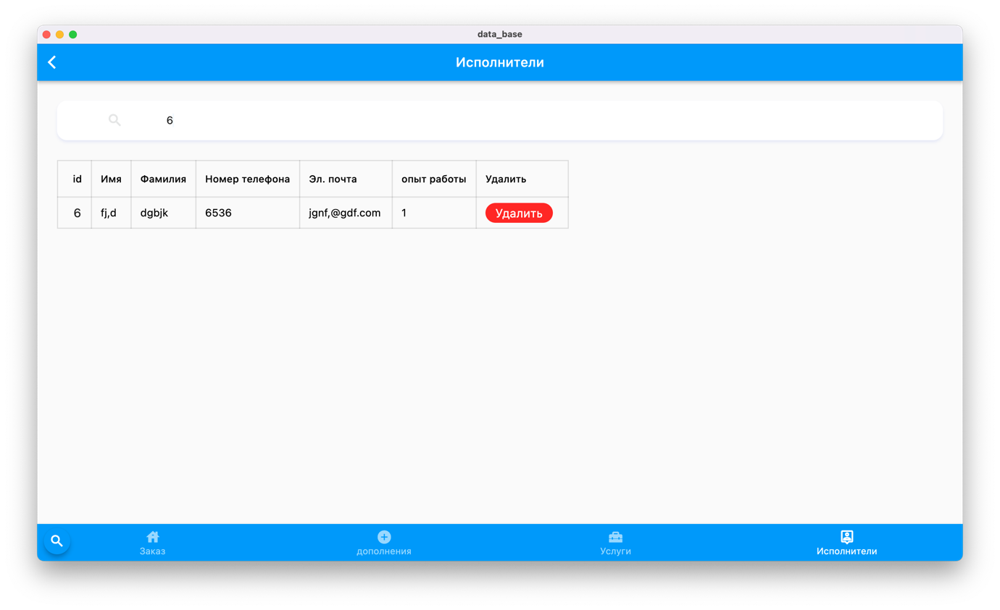 data_base
Исполнители
6
id Имя Фамилия Номер телефона Эл. почта опыт работы Удалить
6 fj,d dgbjk 6536 jgnf,@gdf.com 1 Удалить
Заказ дополнения Услуги Исполнители